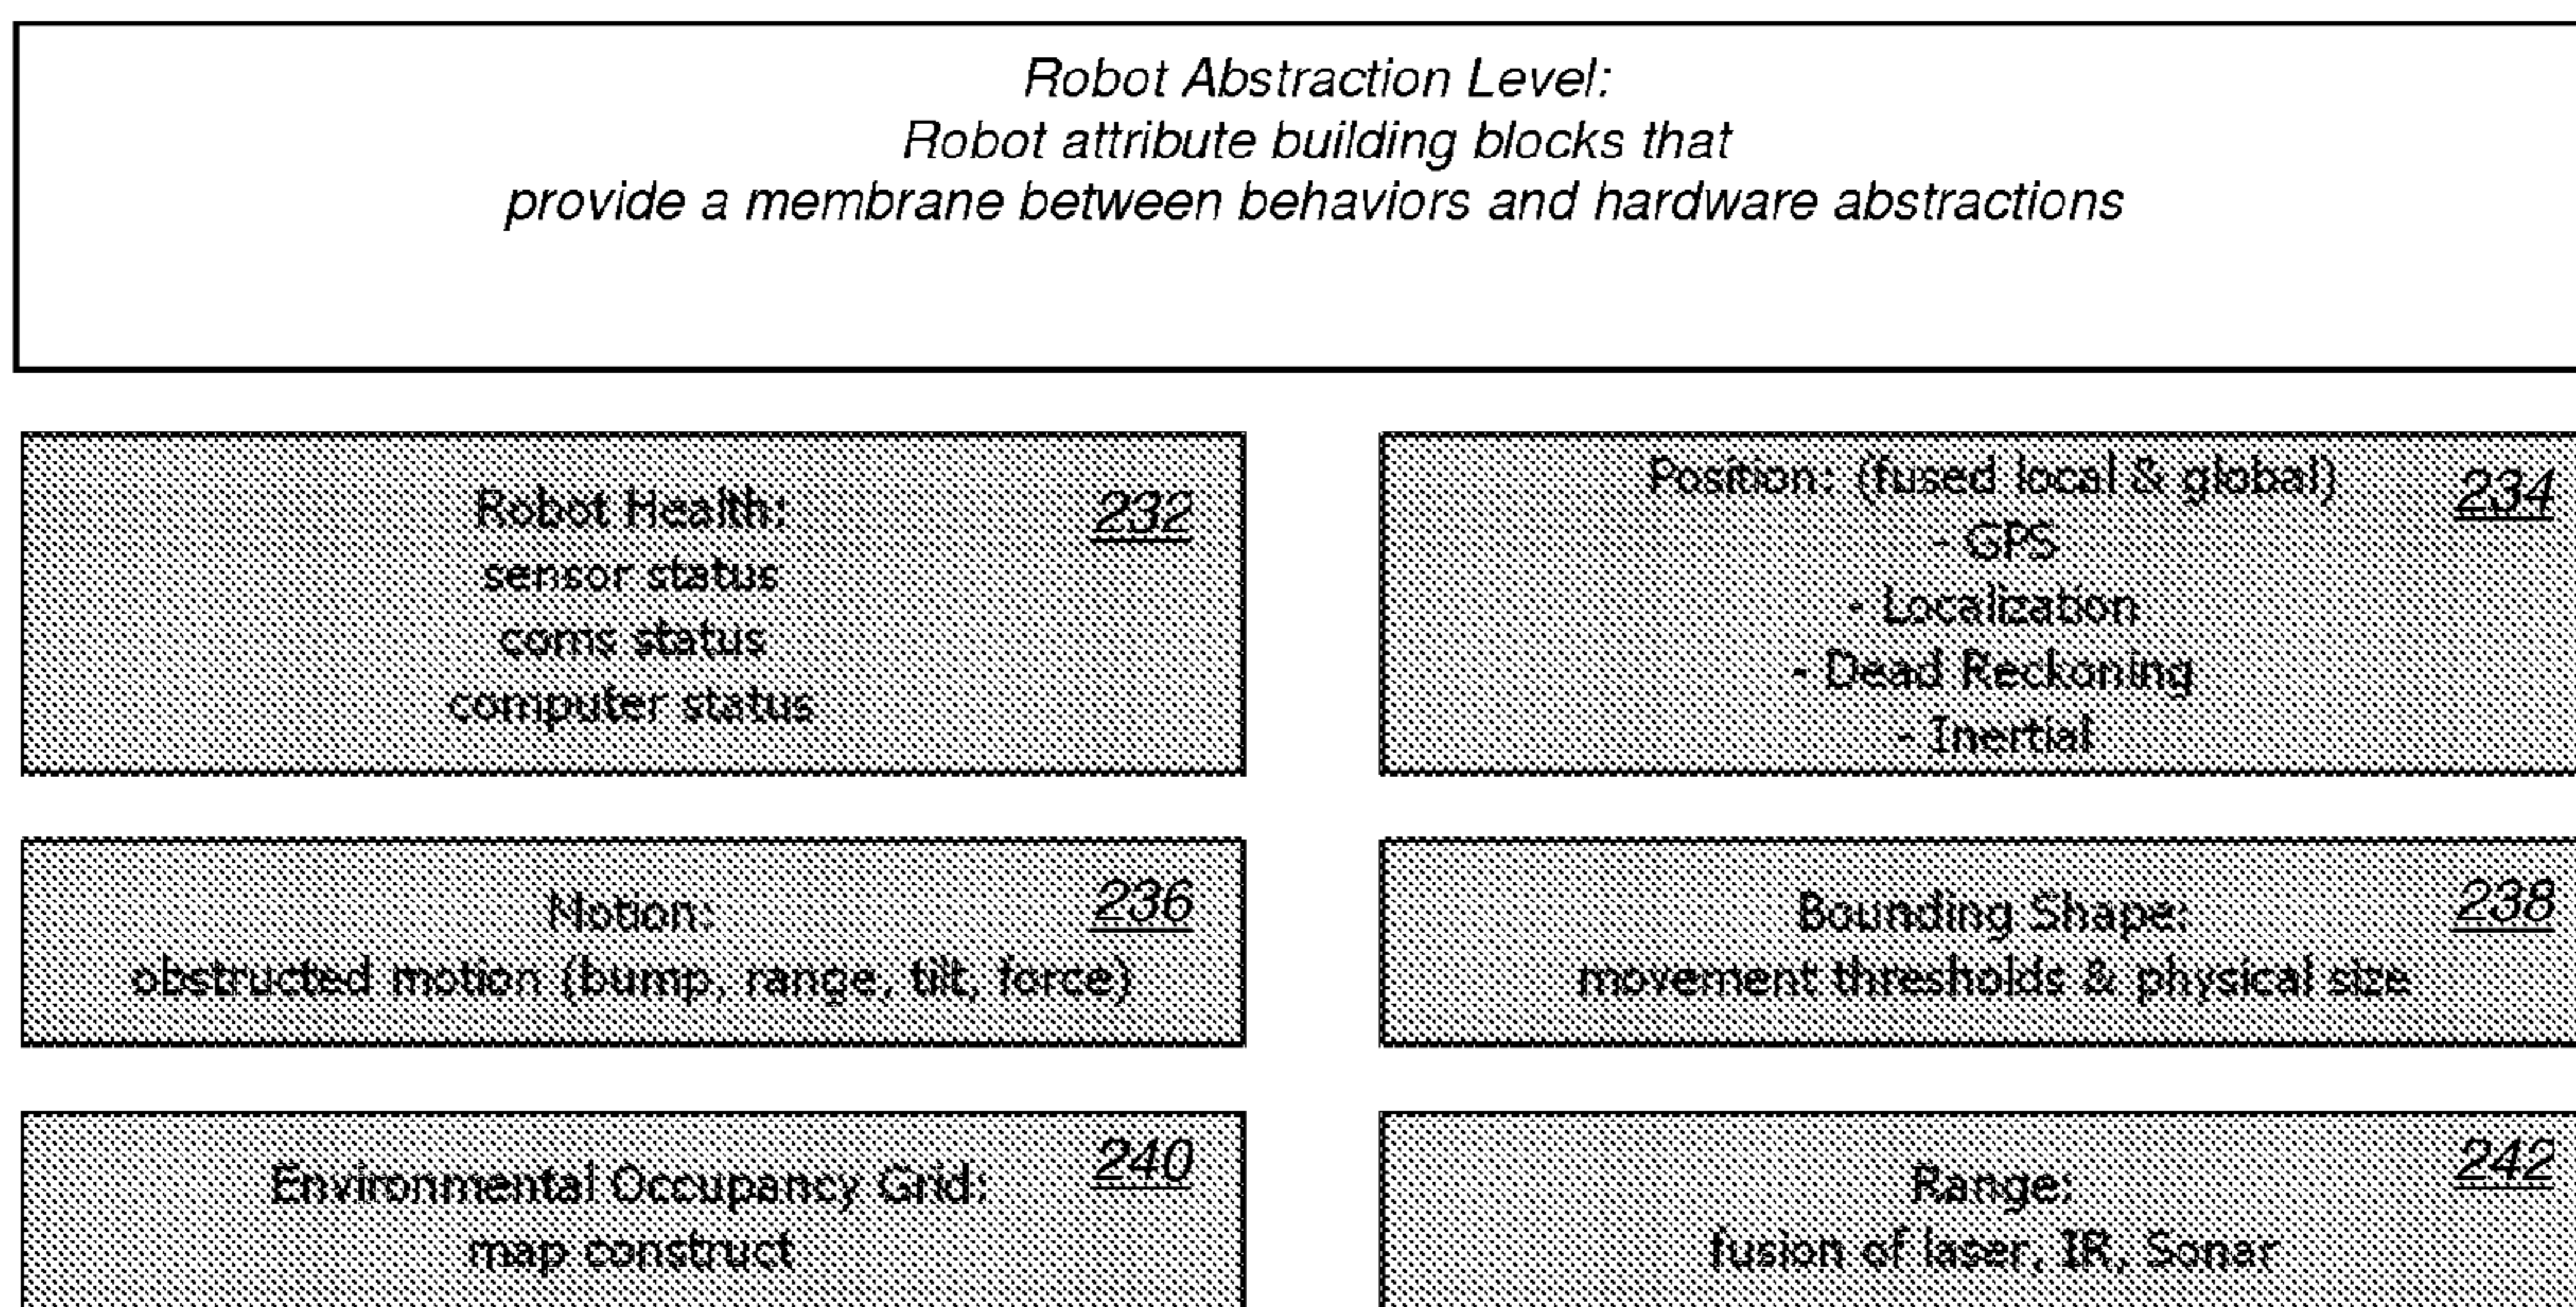 Robot Abstraction Level:
Robot attribute building blocks that
provide a membrane between behaviors and hardware abstractions
Robot Health:
232
sensor status
coms status
computer status
Position: (fused local & global)
234
- GPS
- Localization
- Dead Reckoning
- Inertial
Motion:
236
obstructed motion (bump, range, tilt, force)
Bounding Shape:
238
movement thresholds & physical size
Environmental Occupancy Grid:
240
map construct
Range:
242
fusion of laser, IR, Sonar